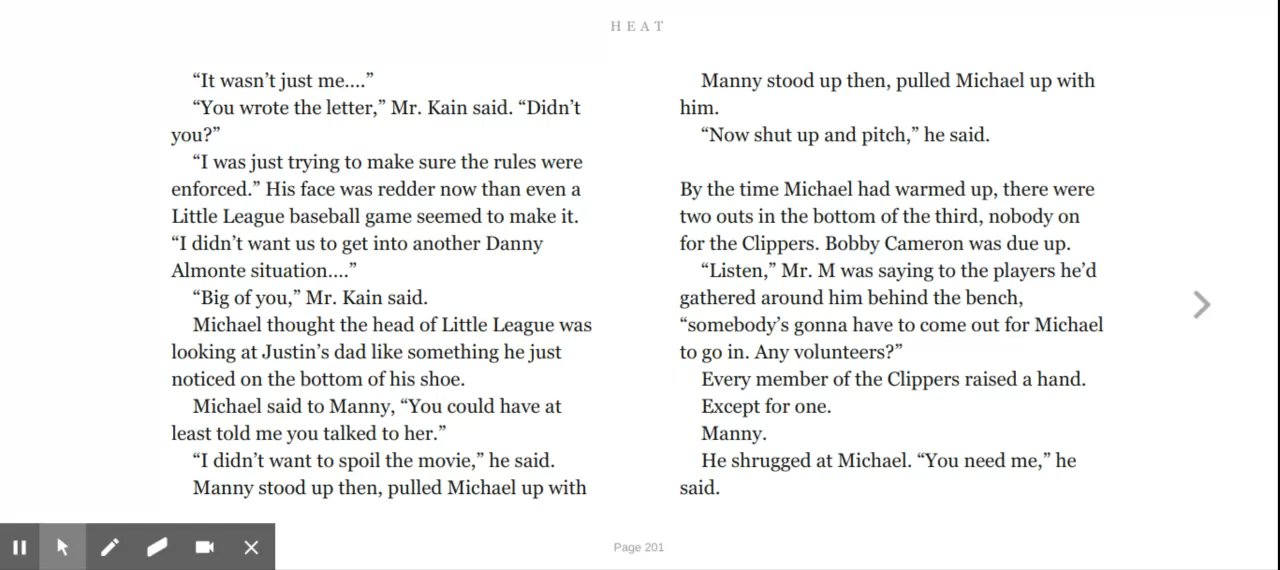 HEAT
“It wasn’t just me....”
“You wrote the letter,” Mr. Kain said. “Didn’t
you?”
“I was just trying to make sure the rules were
enforced.” His face was redder now than even a
Little League baseball game seemed to make it.
“I didn’t want us to get into another Danny
Almonte situation....”
“Big of you,” Mr. Kain said.
Michael thought the head of Little League was
looking at Justin’s dad like something he just
noticed on the bottom of his shoe.
Michael said to Manny, “You could have at
least told me you talked to her.”
“I didn’t want to spoil the movie,” he said.
Manny stood up then, pulled Michael up with
Manny stood up then, pulled Michael up with
him.
“Now shut up and pitch,” he said.
By the time Michael had warmed up, there were
two outs in the bottom of the third, nobody on
for the Clippers. Bobby Cameron was due up.
“Listen,” Mr. M was saying to the players he’d
gathered around him behind the bench,
“somebody’s gonna have to come out for Michael
to go in. Any volunteers?”
Every member of the Clippers raised a hand.
Except for one.
Manny.
He shrugged at Michael. “You need me,” he
said.
Page 201